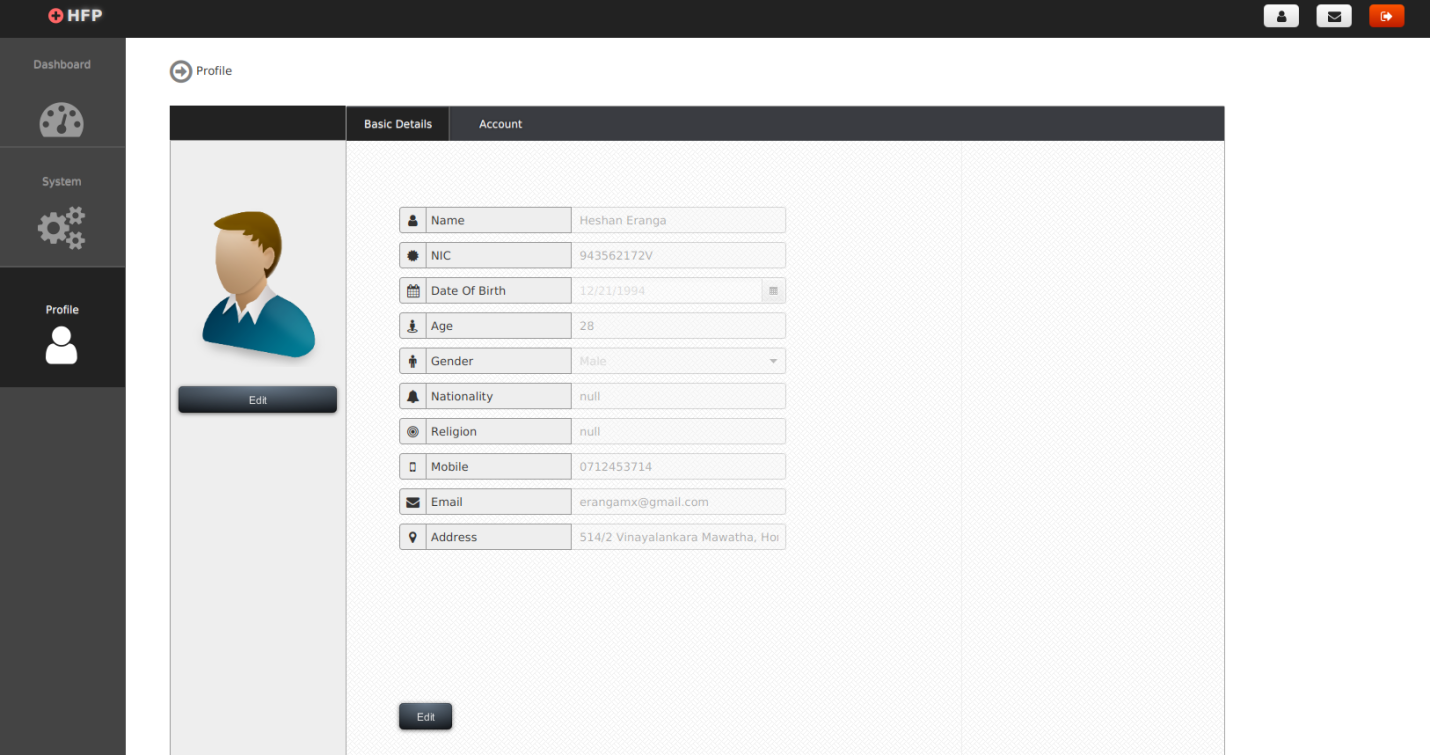 HFP
Dashboard
System
Profile
Profile
Basic Details Account
Edit
Name Heshan Eranga
NIC 943562172V
Date Of Birth 12/21/1994
Age 28
Gender Male
Nationality null
Religion null
Mobile 0712453714
Email erangamx@gmail.com
Address 514/2 Vinayalankara Mawatha, Ho
Edit